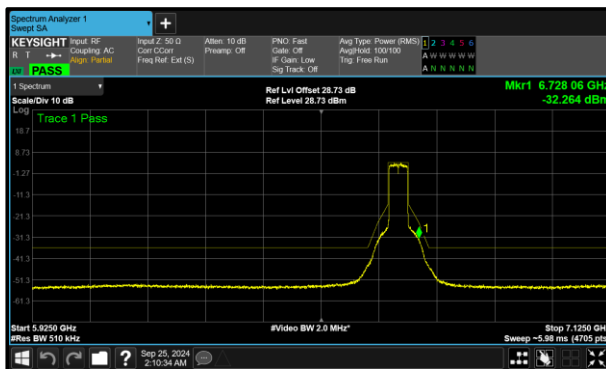 Spectrum Analyzer 1
Swept SA
KEYSIGHT
R T
LV PASS
Input: RF
Coupling: AC
Align: Partial
Input Z: 50 Ω
Corr CCorr
Freq Ref: Ext (S)
Atten: 10 dB
Preamp: Off
PNO: Fast
Gate: Off
IF Gain: Low
Sig Track: Off
Avg Type: Power (RMS)
Avg|Hold: 100/100
Trig: Free Run
1 2 3 4 5 6
A W W W W W
A N N N N N
1 Spectrum
Scale/Div 10 dB
Ref Lvl Offset 28.73 dB
Ref Level 28.73 dBm
Mkr1 6.728 06 GHz
-32.264 dBm
Log
Trace 1 Pass
18.7
8.73
-1.27
-11.3
-21.3
-31.3
-41.3
-51.3
-61.3
1
Start 5.9250 GHz
#Res BW 510 kHz
#Video BW 2.0 MHz*
Stop 7.1250 GHz
Sweep ~5.98 ms (4705 pts)
?
Sep 25, 2024
2:10:34 AM